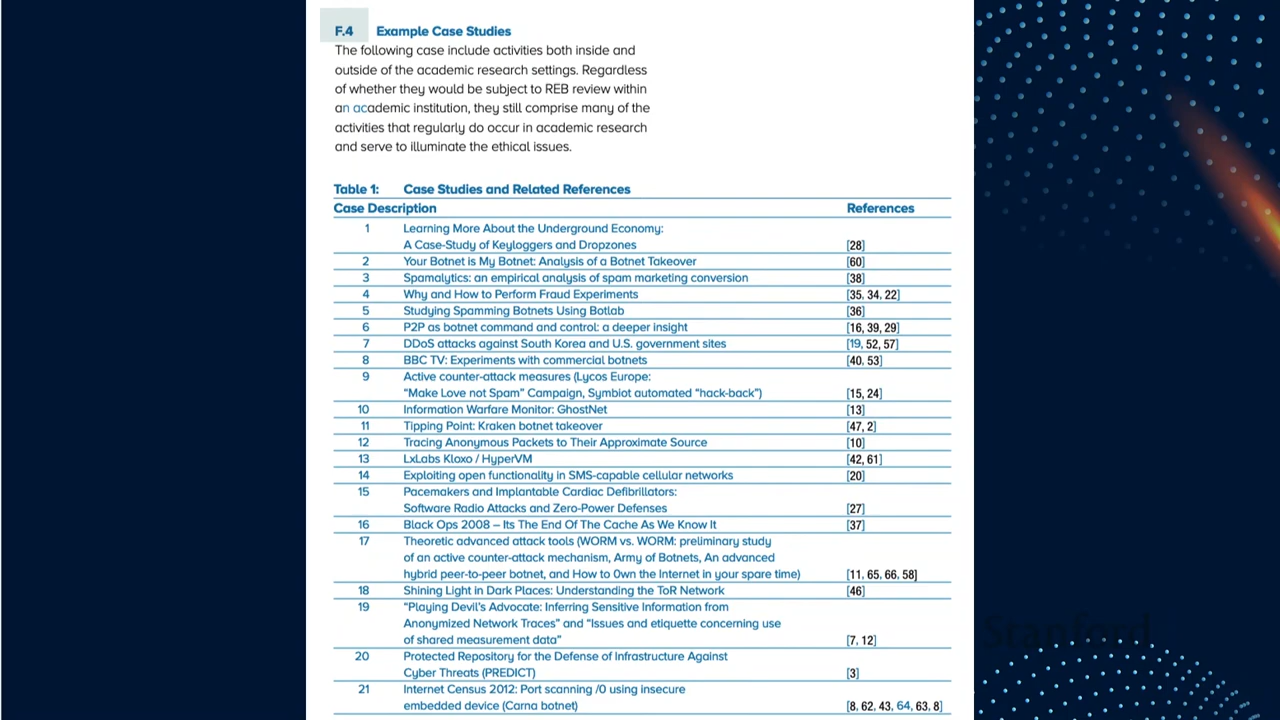 F.4 Example Case Studies
The following case include activities both inside and
outside of the academic research settings. Regardless
of whether they would be subject to REB review within
an academic institution, they still comprise many of the
activities that regularly do occur in academic research
and serve to illuminate the ethical issues.
Table 1: Case Studies and Related References
Case Description References
1 Learning More About the Underground Economy:
A Case-Study of Keyloggers and Dropzones [28]
2 Your Botnet is My Botnet: Analysis of a Botnet Takeover [60]
3 Spamalytics: an empirical analysis of spam marketing conversion [38]
4 Why and How to Perform Fraud Experiments [35, 34, 22]
5 Studying Spamming Botnets Using Botlab [36]
6 P2P as botnet command and control: a deeper insight [16, 39, 29]
7 DDoS attacks against South Korea and U.S. government sites [19, 52, 57]
8 BBC TV: Experiments with commercial botnets [40, 53]
9 Active counter-attack measures (Lycos Europe:
"Make Love not Spam" Campaign, Symbiot automated "hack-back") [15, 24]
10 Information Warfare Monitor: GhostNet [13]
11 Tipping Point: Kraken botnet takeover [47, 2]
12 Tracing Anonymous Packets to Their Approximate Source [10]
13 LxLabs Kloxo / HyperVM [42, 61]
14 Exploiting open functionality in SMS-capable cellular networks [20]
15 Pacemakers and Implantable Cardiac Defibrillators:
Software Radio Attacks and Zero-Power Defenses [27]
16 Black Ops 2008 – Its The End Of The Cache As We Know It [37]
17 Theoretic advanced attack tools (WORM vs. WORM: preliminary study
of an active counter-attack mechanism, Army of Botnets, An advanced
hybrid peer-to-peer botnet, and How to 0wn the Internet in your spare time) [11, 65, 66, 58]
18 Shining Light in Dark Places: Understanding the ToR Network [46]
19 "Playing Devil's Advocate: Inferring Sensitive Information from
Anonymized Network Traces" and "Issues and etiquette concerning use
of shared measurement data" [7, 12]
20 Protected Repository for the Defense of Infrastructure Against
Cyber Threats (PREDICT) [3]
21 Internet Census 2012: Port scanning /0 using insecure
embedded device (Carna botnet) [8, 62, 43, 64, 63, 8]
Stanford